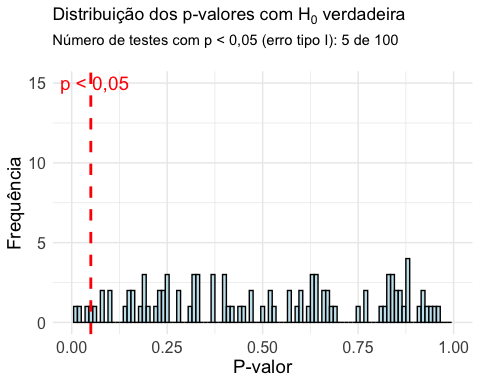 Distribuição dos p-valores com H₀ verdadeira
Número de testes com p < 0,05 (erro tipo I): 5 de 100
p < 0,05
15
10
5
0
Frequência
0.00 0.25 0.50 0.75 1.00
P-valor